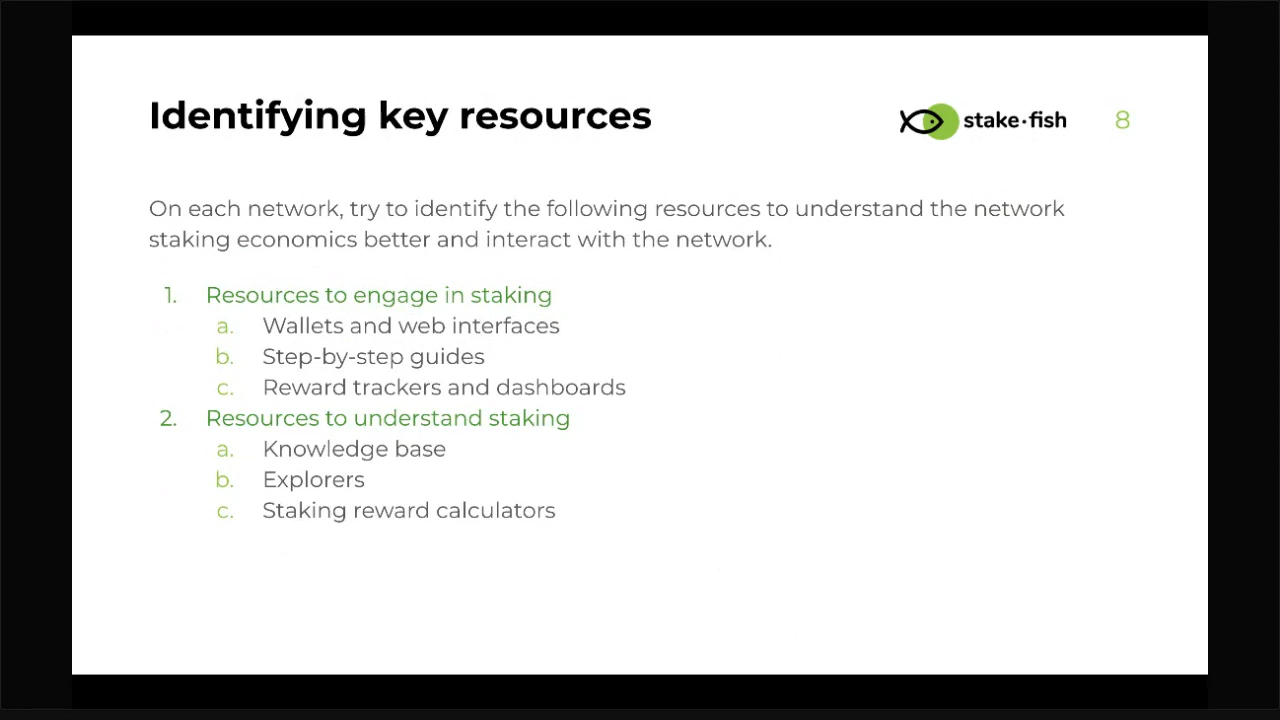 Identifying key resources
stake·fish
8
On each network, try to identify the following resources to understand the network
staking economics better and interact with the network.
1. Resources to engage in staking
a. Wallets and web interfaces
b. Step-by-step guides
c. Reward trackers and dashboards
2. Resources to understand staking
a. Knowledge base
b. Explorers
c. Staking reward calculators